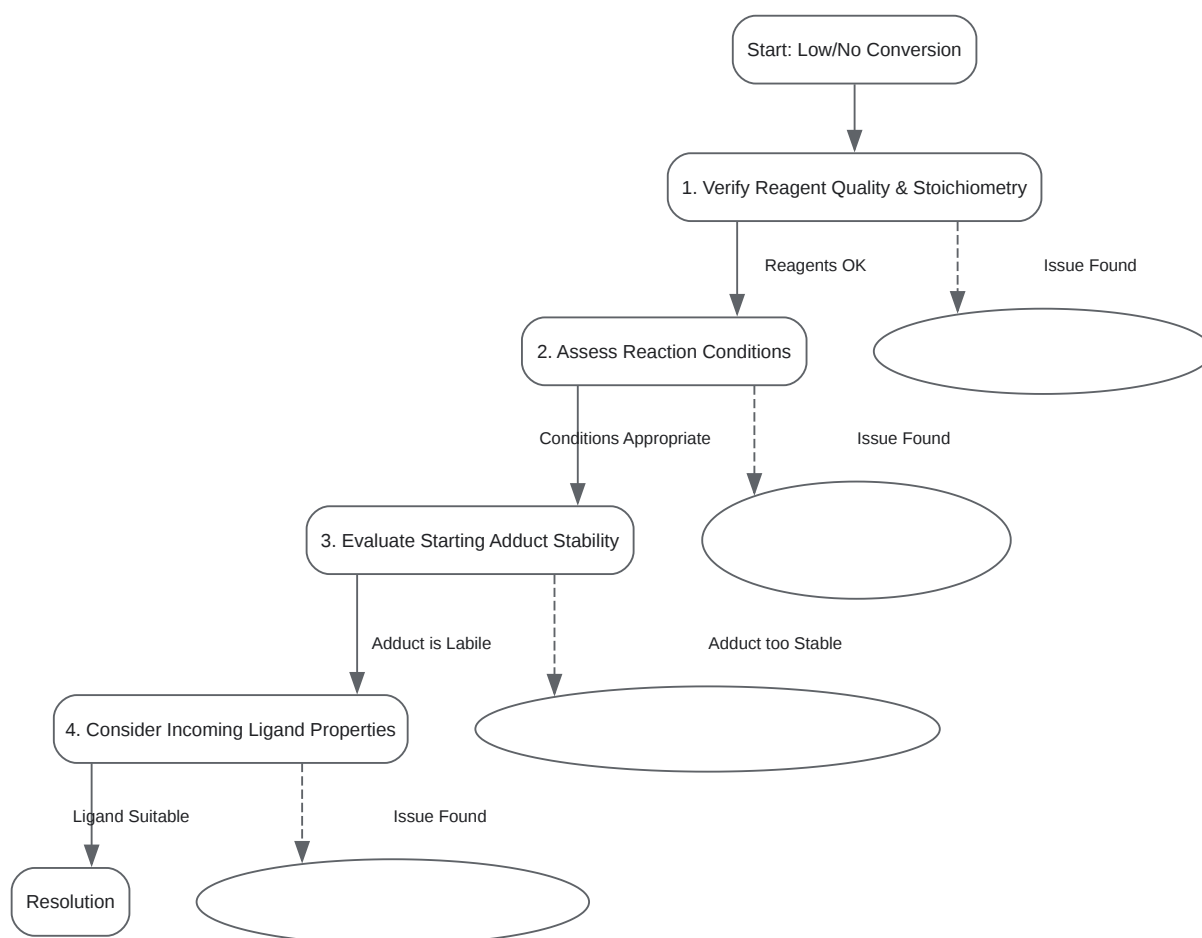 Start: Low/No Conversion
1. Verify Reagent Quality & Stoichiometry
Reagents OK
Issue Found
2. Assess Reaction Conditions
Conditions Appropriate
Issue Found
3. Evaluate Starting Adduct Stability
Adduct is Labile
Adduct too Stable
4. Consider Incoming Ligand Properties
Ligand Suitable
Issue Found
Resolution